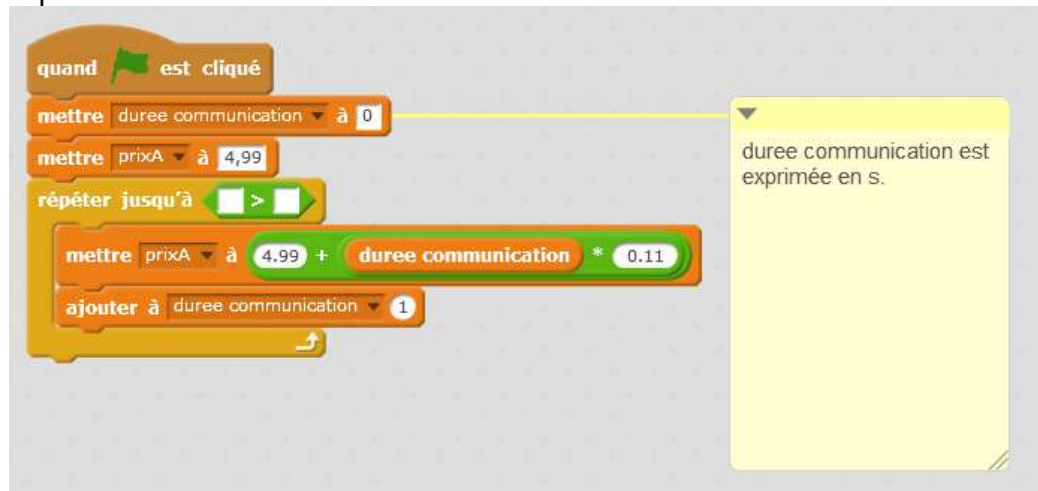 quand est cliqué
mettre duree communication à 0
mettre prixA à 4,99
répéter jusqu'à >
mettre prixA à 4.99 + duree communication * 0.11
ajouter à duree communication 1
duree communication est
exprimée en s.